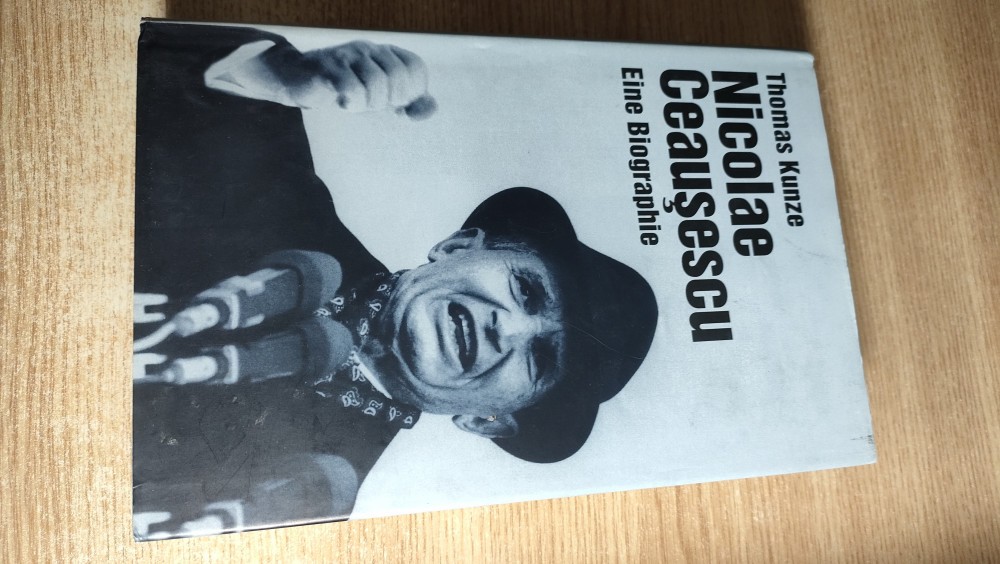 Thomas Kunze
Nicolae
Ceaușescu
Eine Biographie